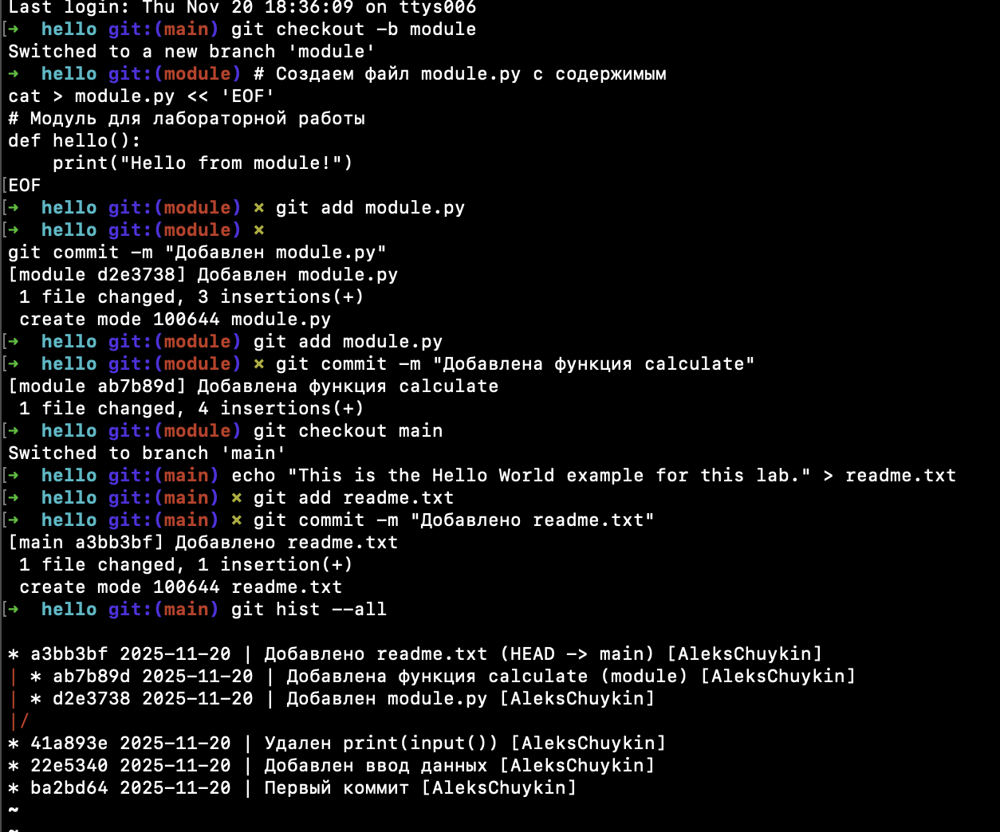 Last login: Thu Nov 20 18:36:09 on ttys006
[➜  hello git:(main) git checkout -b module
Switched to a new branch 'module'
➜  hello git:(module) # Создаем файл module.py с содержимым
cat > module.py << 'EOF'
# Модуль для лабораторной работы
def hello():
    print("Hello from module!")
[EOF
[➜  hello git:(module) × git add module.py
[➜  hello git:(module) ×
git commit -m "Добавлен module.py"
[module d2e3738] Добавлен module.py
 1 file changed, 3 insertions(+)
 create mode 100644 module.py
[➜  hello git:(module) git add module.py
[➜  hello git:(module) × git commit -m "Добавлена функция calculate"
[module ab7b89d] Добавлена функция calculate
 1 file changed, 4 insertions(+)
[➜  hello git:(module) git checkout main
Switched to branch 'main'
[➜  hello git:(main) echo "This is the Hello World example for this lab." > readme.txt
[➜  hello git:(main) × git add readme.txt
[➜  hello git:(main) × git commit -m "Добавлено readme.txt"
[main a3bb3bf] Добавлено readme.txt
 1 file changed, 1 insertion(+)
 create mode 100644 readme.txt
[➜  hello git:(main) git hist --all
* a3bb3bf 2025-11-20 | Добавлено readme.txt (HEAD -> main) [AleksChuykin]
| * ab7b89d 2025-11-20 | Добавлена функция calculate (module) [AleksChuykin]
| * d2e3738 2025-11-20 | Добавлен module.py [AleksChuykin]
|/
* 41a893e 2025-11-20 | Удален print(input()) [AleksChuykin]
* 22e5340 2025-11-20 | Добавлен ввод данных [AleksChuykin]
* ba2bd64 2025-11-20 | Первый коммит [AleksChuykin]
~
~